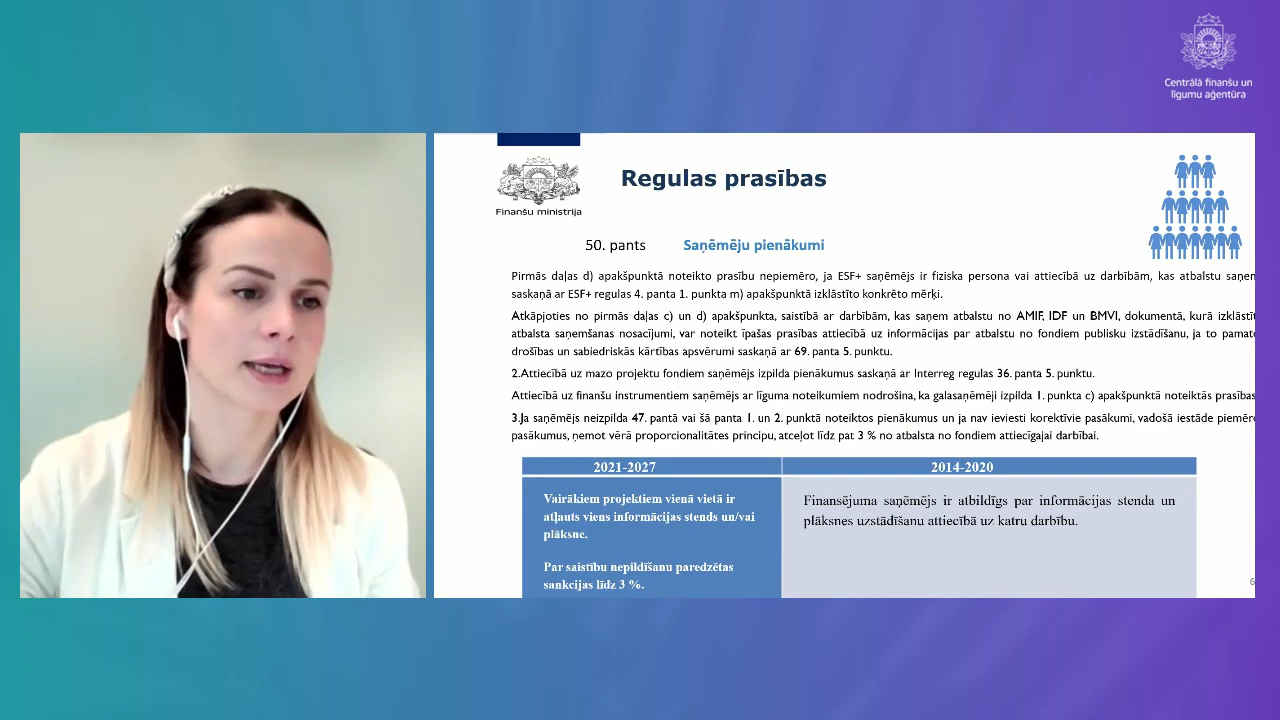 Centrālā finanšu un
līgumu aģentūra
Finanšu ministrija
Regulas prasības
50. pants Saņēmēju pienākumi
Pirmās daļas d) apakšpunktā noteikto prasību nepiemēro, ja ESF+ saņēmējs ir fiziska persona vai attiecībā uz darbībām, kas atbalstu
saskaņā ar ESF+ regulas 4. panta 1. punkta m) apakšpunktā izklāstīto konkrēto mērķi.
Atkāpjoties no pirmās daļas c) un d) apakšpunkta, saistībā ar darbībām, kas saņem atbalstu no AMIF, IDF un BMVI, dokumentā, kurā
atbalsta saņemšanas nosacījumi, var noteikt īpašas prasības attiecībā uz informācijas par atbalstu no fondiem publisku izstādīšanu, ja to
drošības un sabiedriskās kārtības apsvērumi saskaņā ar 69. panta 5. punktu.
2.Attiecībā uz mazo projektu fondiem saņēmējs izpilda pienākumus saskaņā ar Interreg regulas 36. panta 5. punktu.
Attiecībā uz finanšu instrumentiem saņēmējs ar līguma noteikumiem nodrošina, ka galasaņēmēji izpilda 1. punkta c) apakšpunktā noteiktās prasības
3.Ja saņēmējs neizpilda 47. pantā vai šā panta 1. un 2. punktā noteiktos pienākumus un ja nav ieviesti korektīvie pasākumi, vadošā iestāde
pasākumus, ņemot vērā proporcionalitātes principu, atceļot līdz pat 3 % no atbalsta no fondiem attiecīgajai darbībai.
2021-2027 2014-2020
Vairākiem projektiem vienā vietā ir
atļauts viens informācijas stends un/vai
plāksne.
Par saistību nepildīšanu paredzētas
sankcijas līdz 3 %.
Finansējuma saņēmējs ir atbildīgs par informācijas stenda un
plāksnes uzstādīšanu attiecībā uz katru darbību.
6